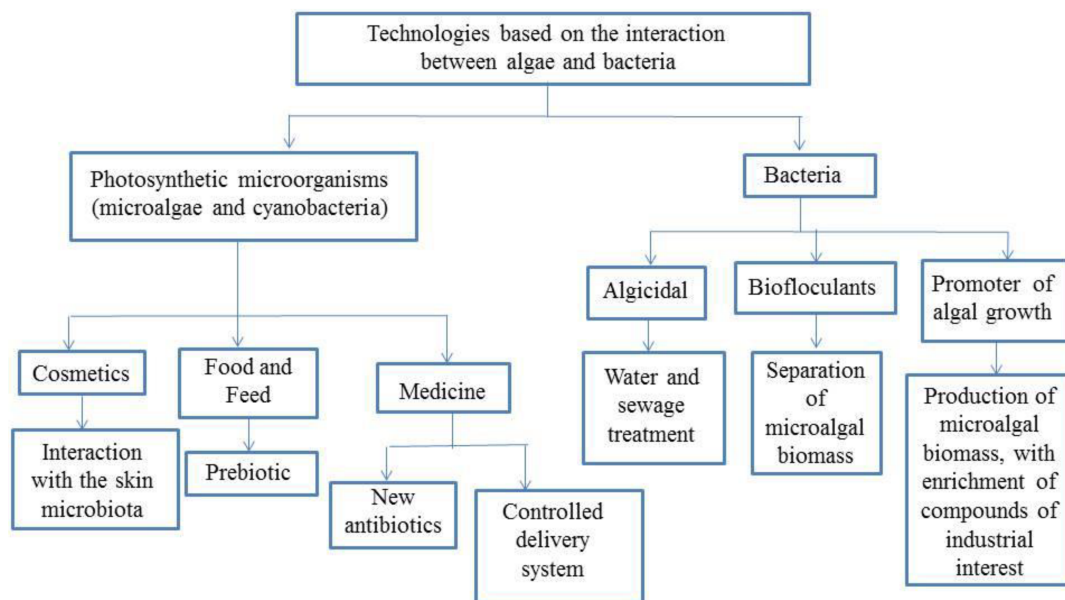 Technologies based on the interaction
between algae and bacteria
Photosynthetic microorganisms
(microalgae and cyanobacteria)
Bacteria
Algicidal
Biofloculants
Promoter of
algal growth
Cosmetics
Food and
Feed
Medicine
Water and
sewage
treatment
Separation
of
microalgal
biomass
Production of
microalgal
biomass, with
enrichment of
compounds of
industrial
interest
Interaction
with the skin
microbiota
Prebiotic
New
antibiotics
Controlled
delivery
system